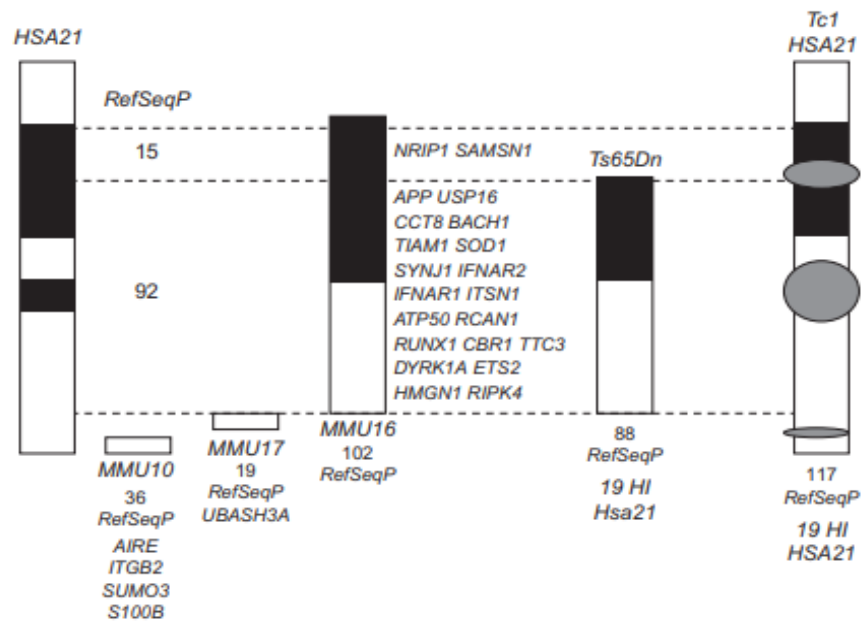 HSA21
RefSeqP
15
92
MMU10
36
RefSeqP
AIRE
ITGB2
SUMO3
S100B
MMU17
19
RefSeqP
UBASH3A
MMU16
102
RefSeqP
NRIP1 SAMSN1
APP USP16
CCT8 BACH1
TIAM1 SOD1
SYNJ1 IFNAR2
IFNAR1 ITSN1
ATP50 RCAN1
RUNX1 CBR1 TTC3
DYRK1A ETS2
HMGN1 RIPK4
Ts65Dn
88
RefSeqP
19 HI
Hsa21
Tc1
HSA21
117
RefSeqP
19 HI
HSA21